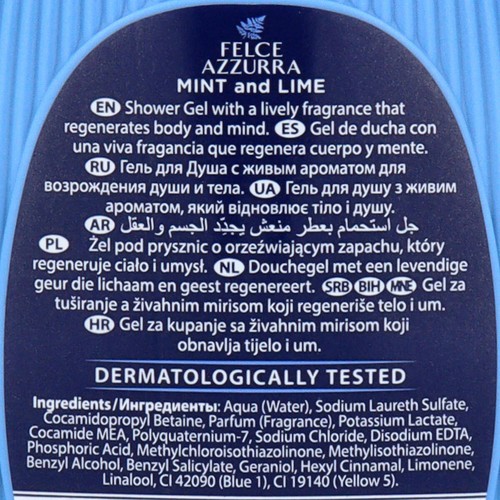 FELCE
AZZURRA
MINT and LIME
EN Shower Gel with a lively fragrance that
regenerates body and mind. ES Gel de ducha con
una viva fragancia que regenera cuerpo y mente.
RU Гель для Душа с живым ароматом для
возрождения души и тела. UA Гель для душу з живим
ароматом, який відновлює тіло і душу.
AR جل استحمام بعطر منعش يجدّد الجسم والعقل
PL Żel pod prysznic o orzeźwiającym zapachu, który
regeneruje ciało i umysł. NL Douchegel met een levendige
geur die lichaam en geest regenereert. SRB BIH MNE Gel za
tuširanje a živahnim mirisom koji regeneriše telo i um.
HR Gel za kupanje sa živahnim mirisom koji
obnavlja tijelo i um.
DERMATOLOGICALLY TESTED
Ingredients/Ингредиенты: Aqua (Water), Sodium Laureth Sulfate,
Cocamidopropyl Betaine, Parfum (Fragrance), Potassium Lactate,
Cocamide MEA, Polyquaternium-7, Sodium Chloride, Disodium EDTA,
Phosphoric Acid, Methylchloroisothiazolinone, Methylisothiazolinone,
Benzyl Alcohol, Benzyl Salicylate, Geraniol, Hexyl Cinnamal, Limonene,
Linalool, CI 42090 (Blue 1), CI 19140 (Yellow 5).